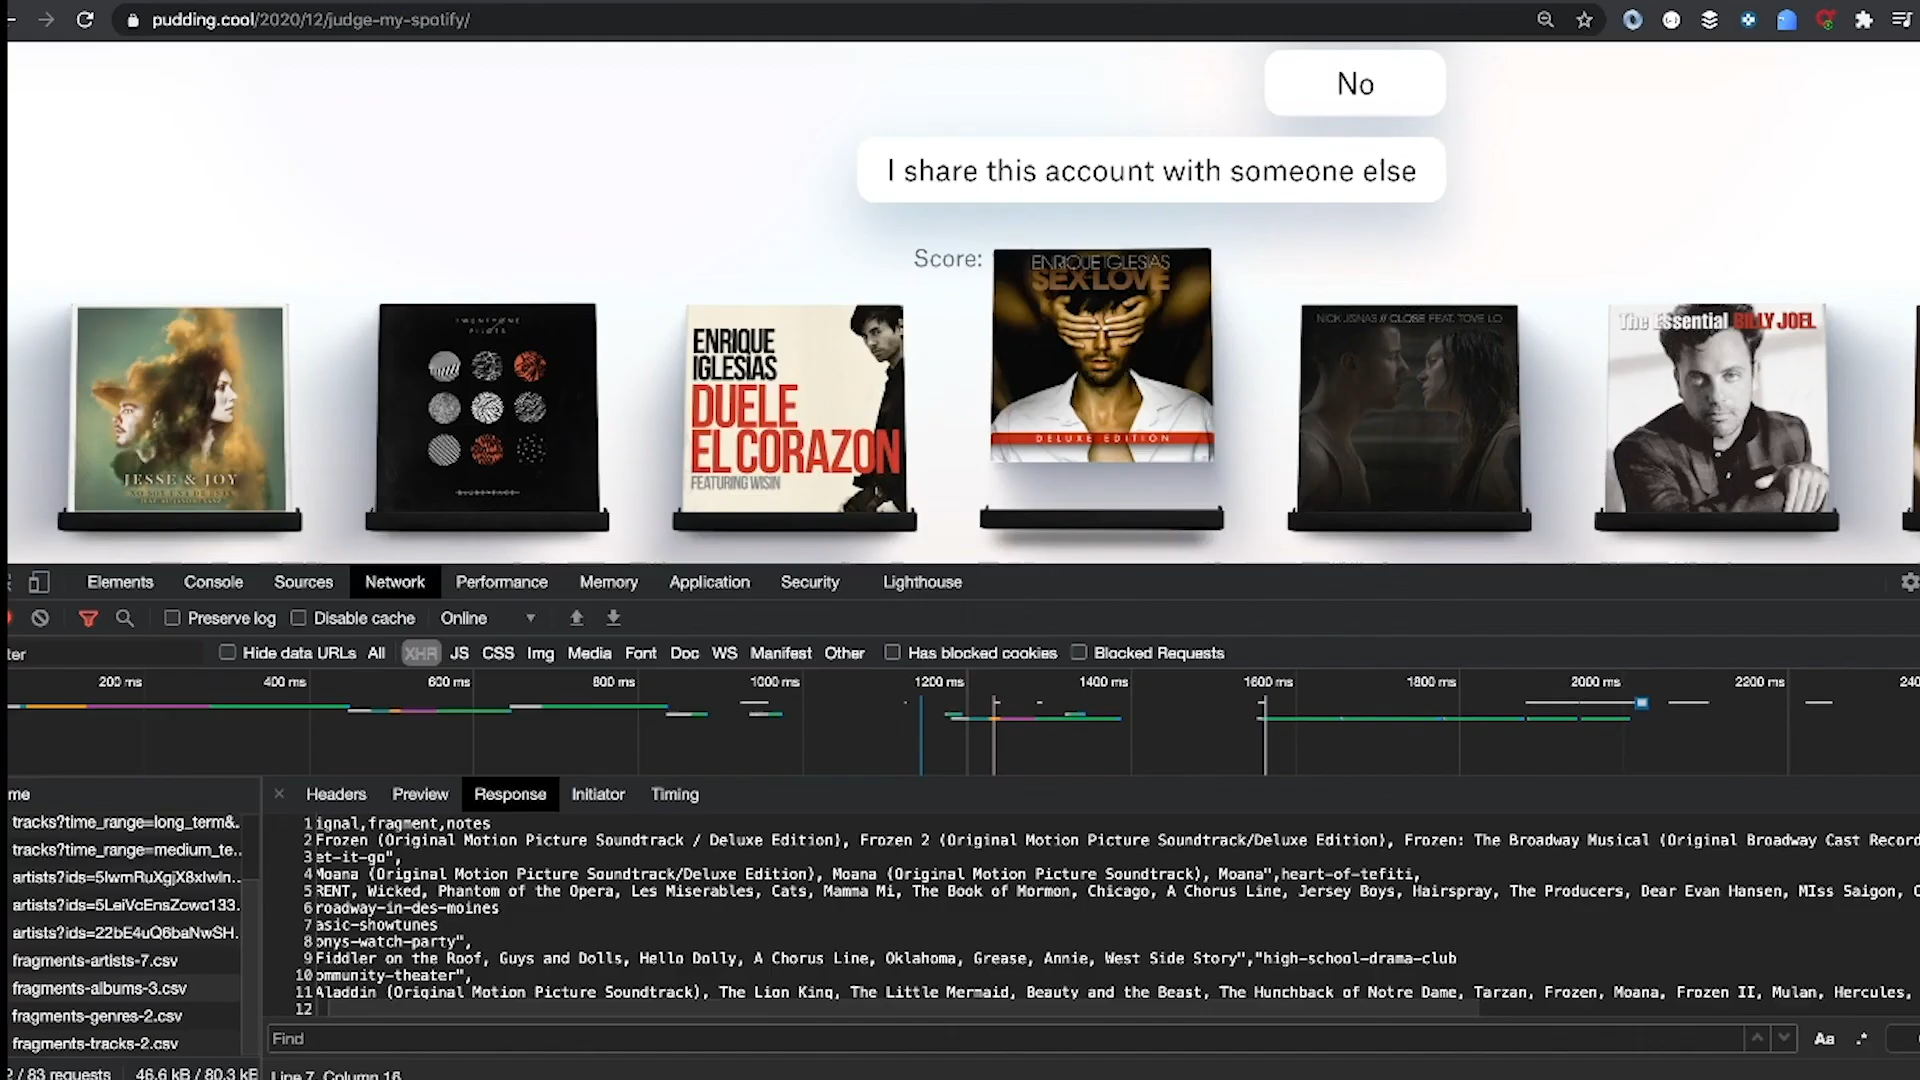 pudding.cool/2020/12/judge-my-spotify/
No
I share this account with someone else
Score:
JESSE & JOY
TWENTY ONE
PILOTS
BLURRYFACE
ENRIQUE
IGLESIAS
DUELE
EL CORAZON
FEATURING WISIN
ENRIQUE IGLESIAS
SEX+LOVE
DELUXE EDITION
NICK JONAS // CLOSE FEAT. TOVE LO
The Essential BILLY JOEL
Elements Console Sources Network Performance Memory Application Security Lighthouse
Preserve log Disable cache Online
ter Hide data URLs All XHR JS CSS Img Media Font Doc WS Manifest Other Has blocked cookies Blocked Requests
200 ms 400 ms 600 ms 800 ms 1000 ms 1200 ms 1400 ms 1600 ms 1800 ms 2000 ms 2200 ms 240
me Headers Preview Response Initiator Timing
tracks?time_range=long_term&.
tracks?time_range=medium_te..
artists?ids=5lwmRuXgjX8xIwIn..
artists?ids=5LeiVcEnsZcwc133.
artists?ids=22bE4uQ6baNwSH.
fragments-artists-7.csv
fragments-albums-3.csv
fragments-genres-2.csv
fragments-tracks-2.csv
1 ignal,fragment,notes
2 Frozen (Original Motion Picture Soundtrack / Deluxe Edition), Frozen 2 (Original Motion Picture Soundtrack/Deluxe Edition), Frozen: The Broadway Musical (Original Broadway Cast Record
3 et-it-go",
4 Moana (Original Motion Picture Soundtrack/Deluxe Edition), Moana (Original Motion Picture Soundtrack), Moana",heart-of-tefiti,
5 RENT, Wicked, Phantom of the Opera, Les Miserables, Cats, Mamma Mi, The Book of Mormon, Chicago, A Chorus Line, Jersey Boys, Hairspray, The Producers, Dear Evan Hansen, MIss Saigon, C
6 roadway-in-des-moines
7 asic-showtunes
8 onys-watch-party",
9 Fiddler on the Roof, Guys and Dolls, Hello Dolly, A Chorus Line, Oklahoma, Grease, Annie, West Side Story","high-school-drama-club
10 ommunity-theater",
11 Aladdin (Original Motion Picture Soundtrack), The Lion King, The Little Mermaid, Beauty and the Beast, The Hunchback of Notre Dame, Tarzan, Frozen, Moana, Frozen II, Mulan, Hercules,
12
Find Aa .*
2 / 83 requests 46.6 kB / 80.3 kB Line 7, Column 16